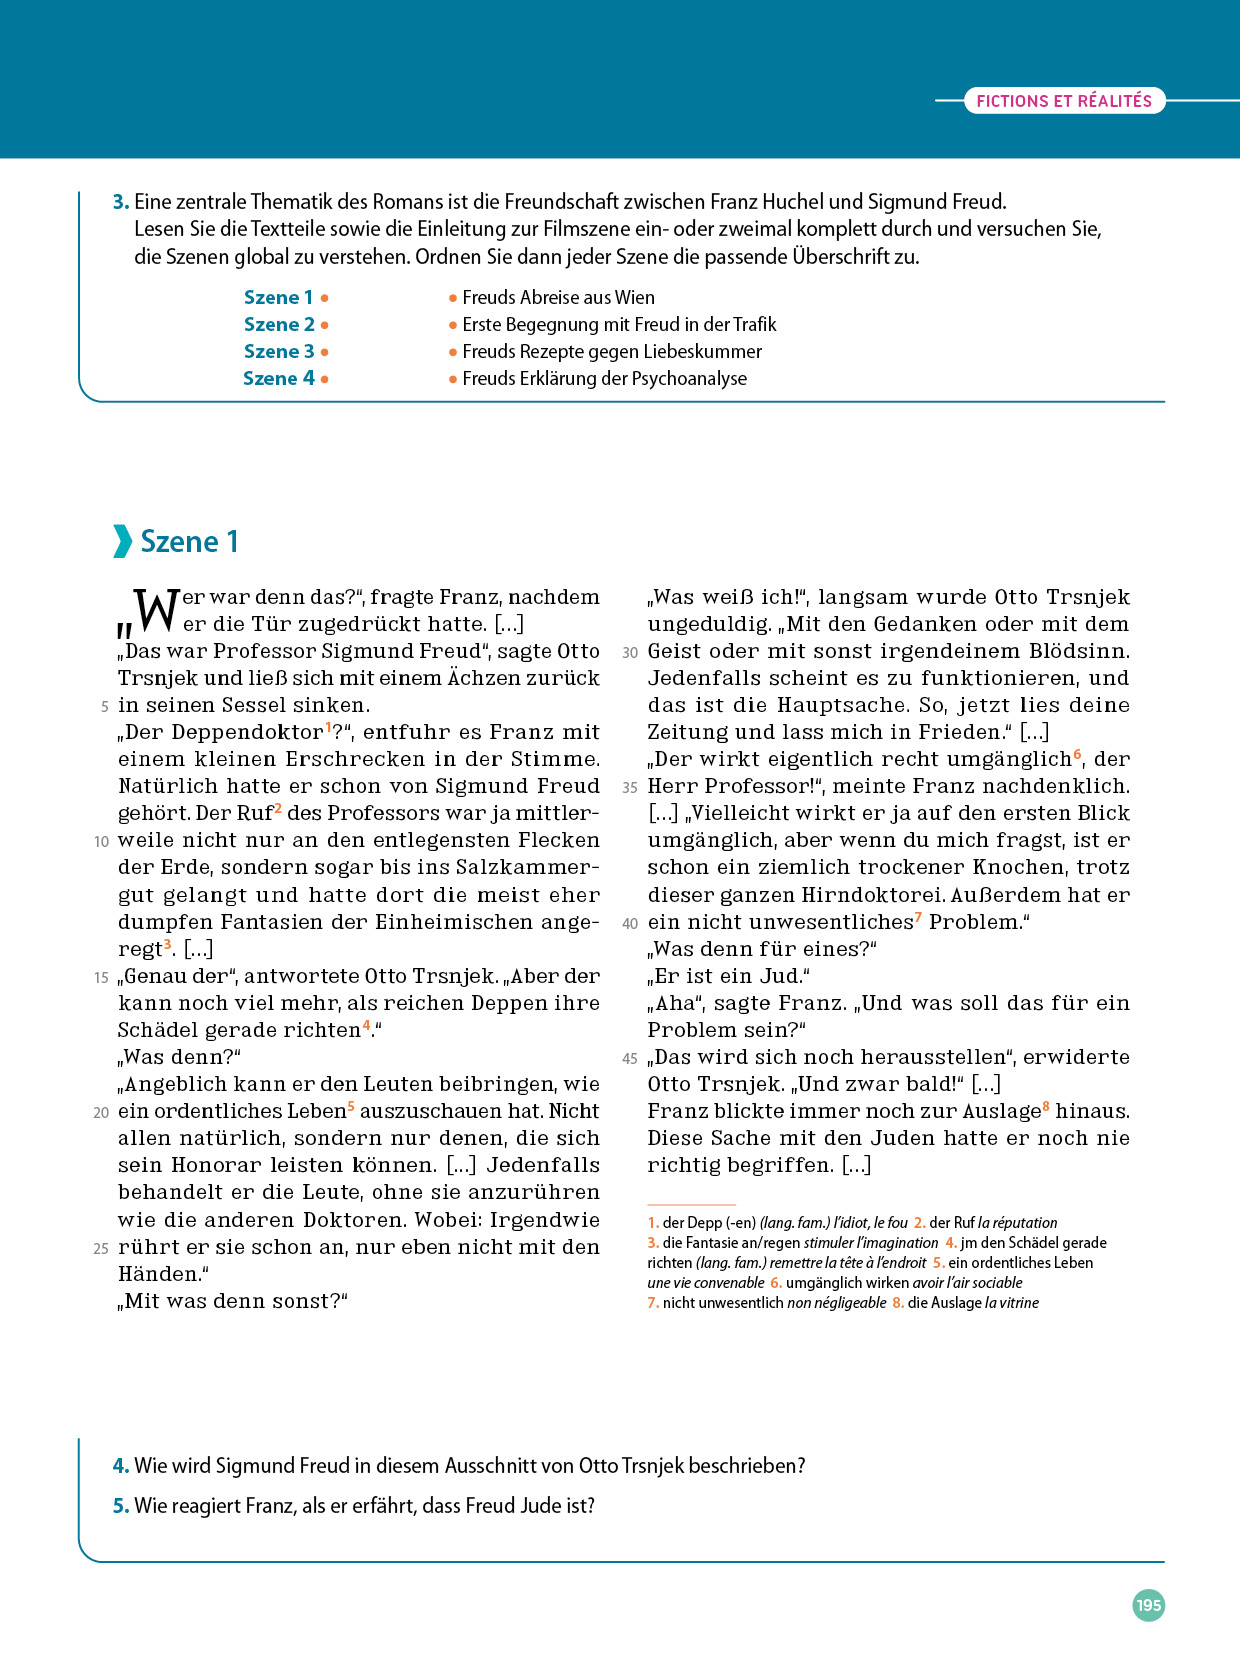 FICTIONS ET RÉALITÉS
3. Eine zentrale Thematik des Romans ist die Freundschaft zwischen Franz Huchel und Sigmund Freud.
Lesen Sie die Textteile sowie die Einleitung zur Filmszene ein- oder zweimal komplett durch und versuchen Sie,
die Szenen global zu verstehen. Ordnen Sie dann jeder Szene die passende Überschrift zu.
Szene 1 • • Freuds Abreise aus Wien
Szene 2 • • Erste Begegnung mit Freud in der Trafik
Szene 3 • • Freuds Rezepte gegen Liebeskummer
Szene 4 • • Freuds Erklärung der Psychoanalyse
Szene 1
„Wer war denn das?“, fragte Franz, nachdem
er die Tür zugedrückt hatte. [...]
„Das war Professor Sigmund Freud“, sagte Otto
Trsnjek und ließ sich mit einem Ächzen zurück
5 in seinen Sessel sinken.
„Der Deppendoktor1?“, entfuhr es Franz mit
einem kleinen Erschrecken in der Stimme.
Natürlich hatte er schon von Sigmund Freud
gehört. Der Ruf2 des Professors war ja mittler-
10 weile nicht nur an den entlegensten Flecken
der Erde, sondern sogar bis ins Salzkammer-
gut gelangt und hatte dort die meist eher
dumpfen Fantasien der Einheimischen ange-
regt3. [...]
15 „Genau der“, antwortete Otto Trsnjek. „Aber der
kann noch viel mehr, als reichen Deppen ihre
Schädel gerade richten4.“
„Was denn?“
„Angeblich kann er den Leuten beibringen, wie
20 ein ordentliches Leben5 auszuschauen hat. Nicht
allen natürlich, sondern nur denen, die sich
sein Honorar leisten können. [...] Jedenfalls
behandelt er die Leute, ohne sie anzurühren
wie die anderen Doktoren. Wobei: Irgendwie
25 rührt er sie schon an, nur eben nicht mit den
Händen.“
„Mit was denn sonst?“
„Was weiß ich!“, langsam wurde Otto Trsnjek
ungeduldig. „Mit den Gedanken oder mit dem
30 Geist oder mit sonst irgendeinem Blödsinn.
Jedenfalls scheint es zu funktionieren, und
das ist die Hauptsache. So, jetzt lies deine
Zeitung und lass mich in Frieden.“ [...]
„Der wirkt eigentlich recht umgänglich6, der
35 Herr Professor!“, meinte Franz nachdenklich.
[...] „Vielleicht wirkt er ja auf den ersten Blick
umgänglich, aber wenn du mich fragst, ist er
schon ein ziemlich trockener Knochen, trotz
dieser ganzen Hirndoktorei. Außerdem hat er
40 ein nicht unwesentliches7 Problem.“
„Was denn für eines?“
„Er ist ein Jud.“
„Aha“, sagte Franz. „Und was soll das für ein
Problem sein?“
45 „Das wird sich noch herausstellen“, erwiderte
Otto Trsnjek. „Und zwar bald!“ [...]
Franz blickte immer noch zur Auslage8 hinaus.
Diese Sache mit den Juden hatte er noch nie
richtig begriffen. [...]
1. der Depp (-en) (lang. fam.) l’idiot, le fou 2. der Ruf la réputation
3. die Fantasie an/regen stimuler l’imagination 4. jm den Schädel gerade
richten (lang. fam.) remettre la tête à l’endroit 5. ein ordentliches Leben
une vie convenable 6. umgänglich wirken avoir l’air sociable
7. nicht unwesentlich non négligeable 8. die Auslage la vitrine
4. Wie wird Sigmund Freud in diesem Ausschnitt von Otto Trsnjek beschrieben?
5. Wie reagiert Franz, als er erfährt, dass Freud Jude ist?
195